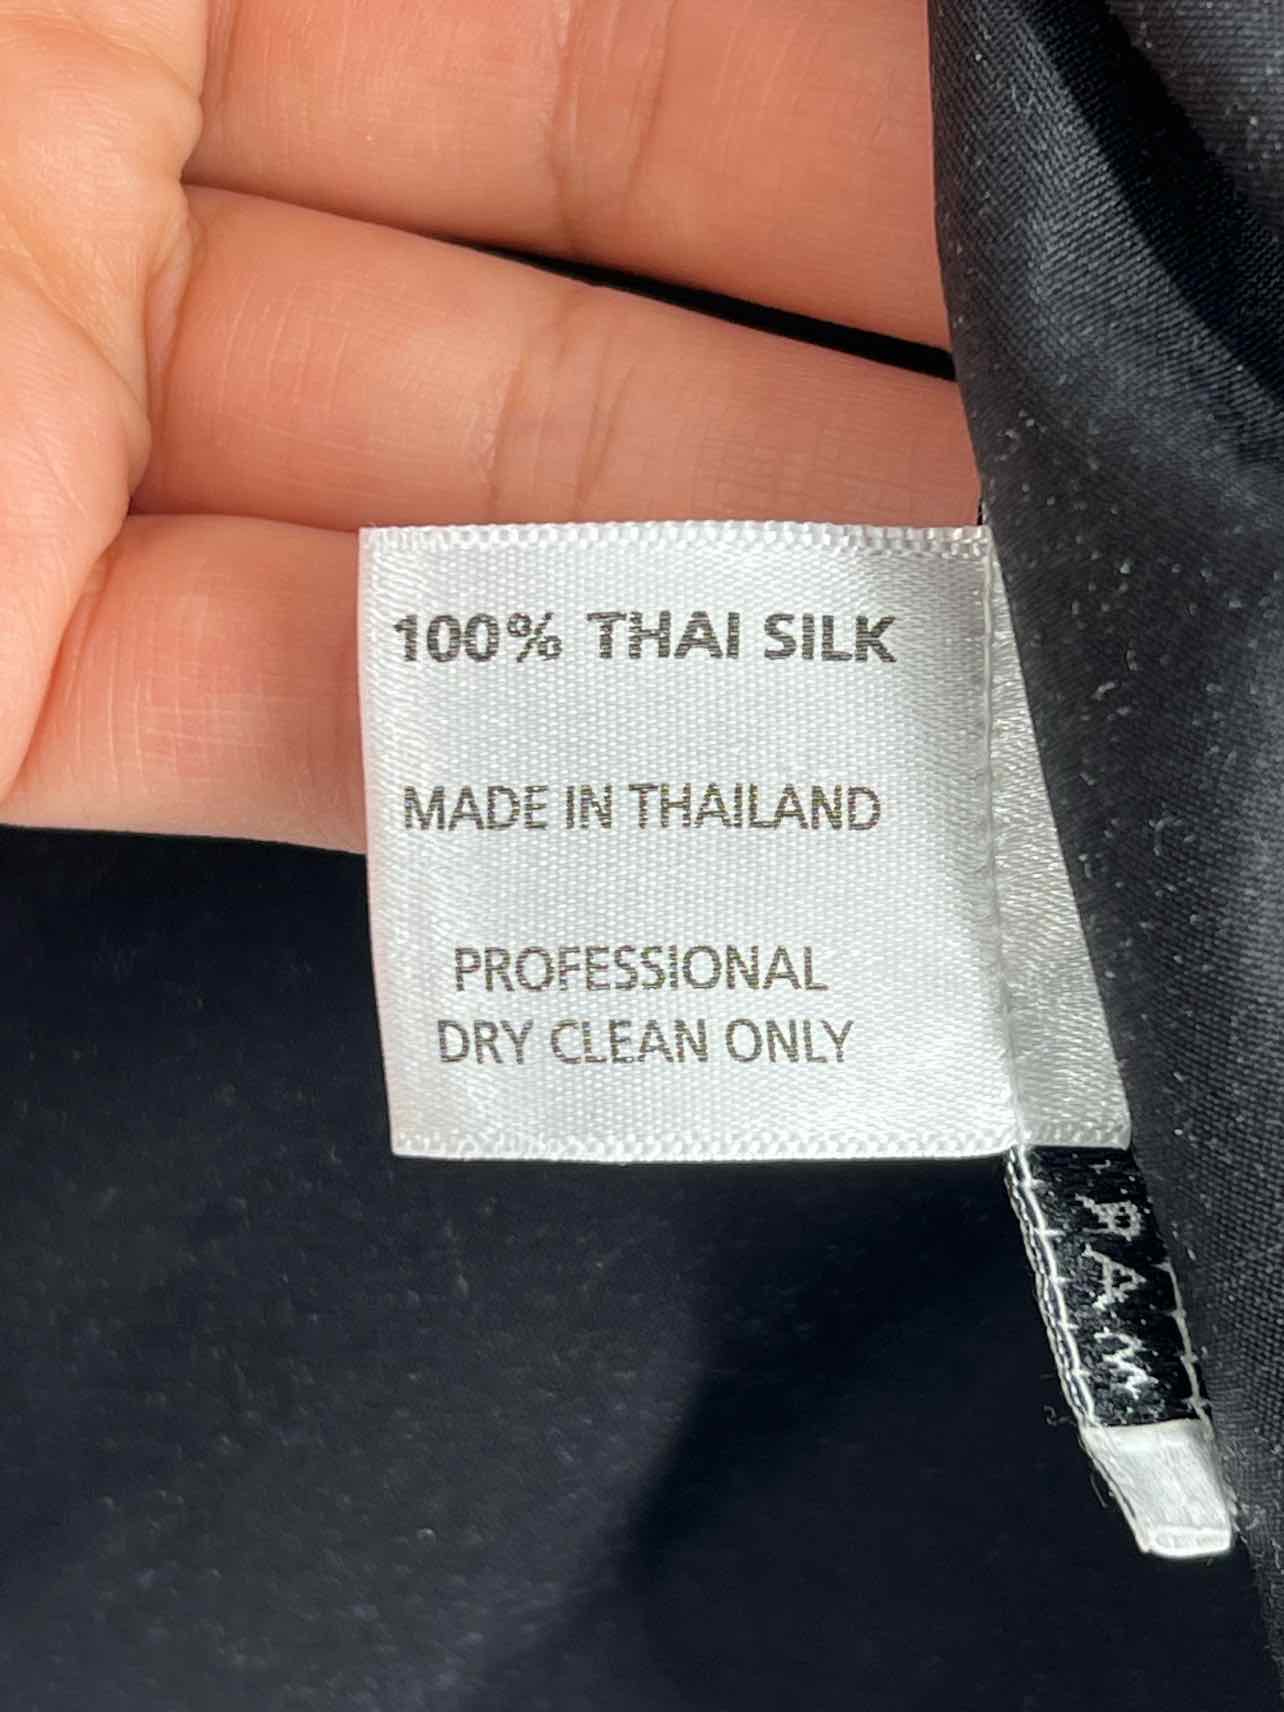 100% THAI SILK
MADE IN THAILAND
PROFESSIONAL
DRY CLEAN ONLY